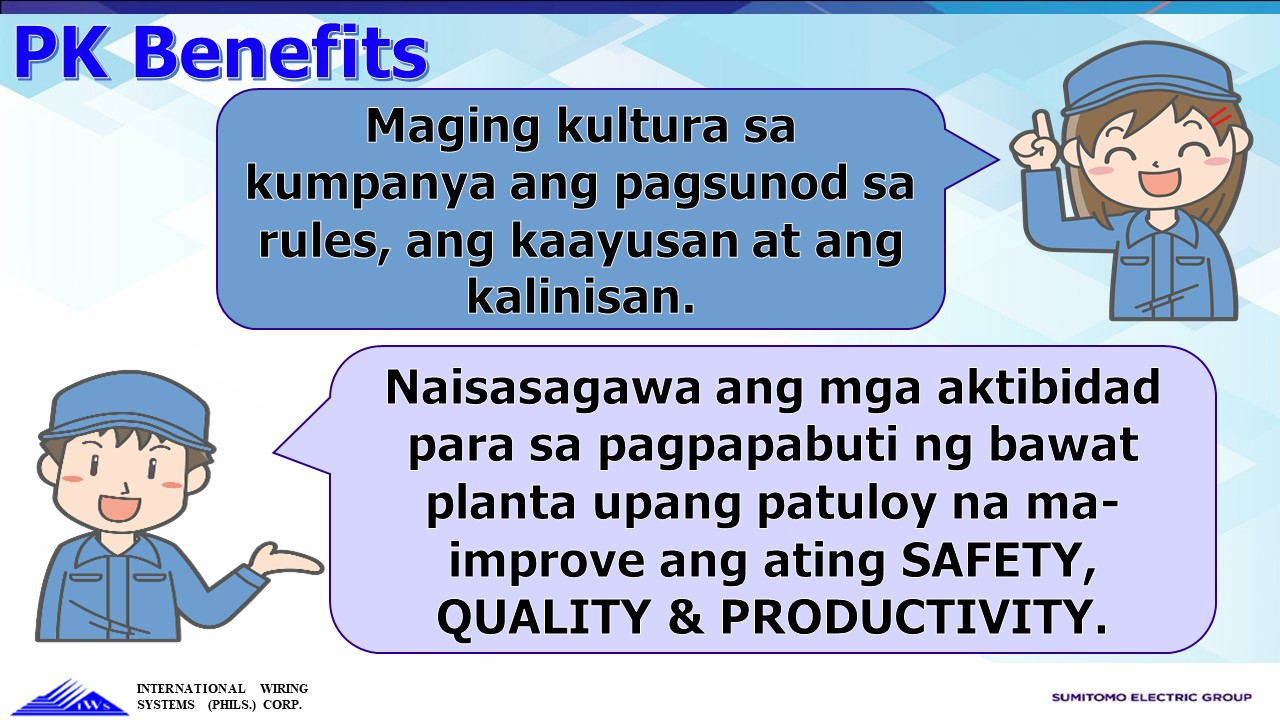 PK Benefits
Maging kultura sa
kumpanya ang pagsunod sa
rules, ang kaayusan at ang
kalinisan.
Naisasagawa ang mga aktibidad
para sa pagpapabuti ng bawat
planta upang patuloy na ma-
improve ang ating SAFETY,
QUALITY & PRODUCTIVITY.
IWS
INTERNATIONAL WIRING
SYSTEMS (PHILS.) CORP.
SUMITOMO ELECTRIC GROUP